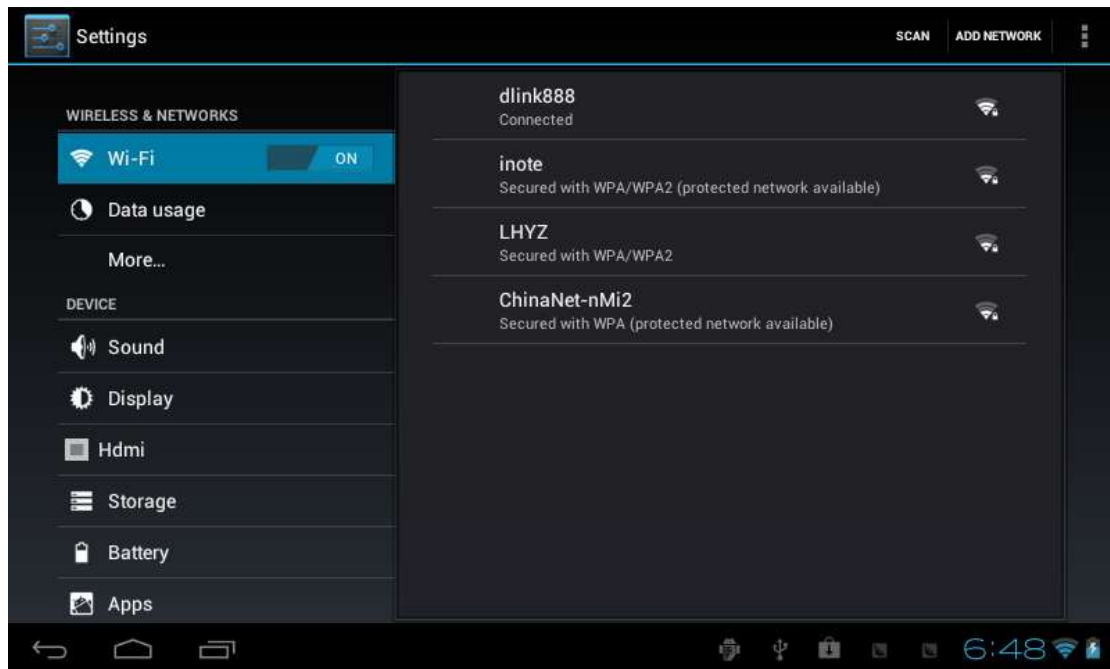 Settings
SCAN
ADD NETWORK
WIRELESS & NETWORKS
Wi-Fi
ON
Data usage
More...
DEVICE
Sound
Display
Hdmi
Storage
Battery
Apps
dlink888
Connected
inote
Secured with WPA/WPA2 (protected network available)
LHYZ
Secured with WPA/WPA2
ChinaNet-nMi2
Secured with WPA (protected network available)
6:48